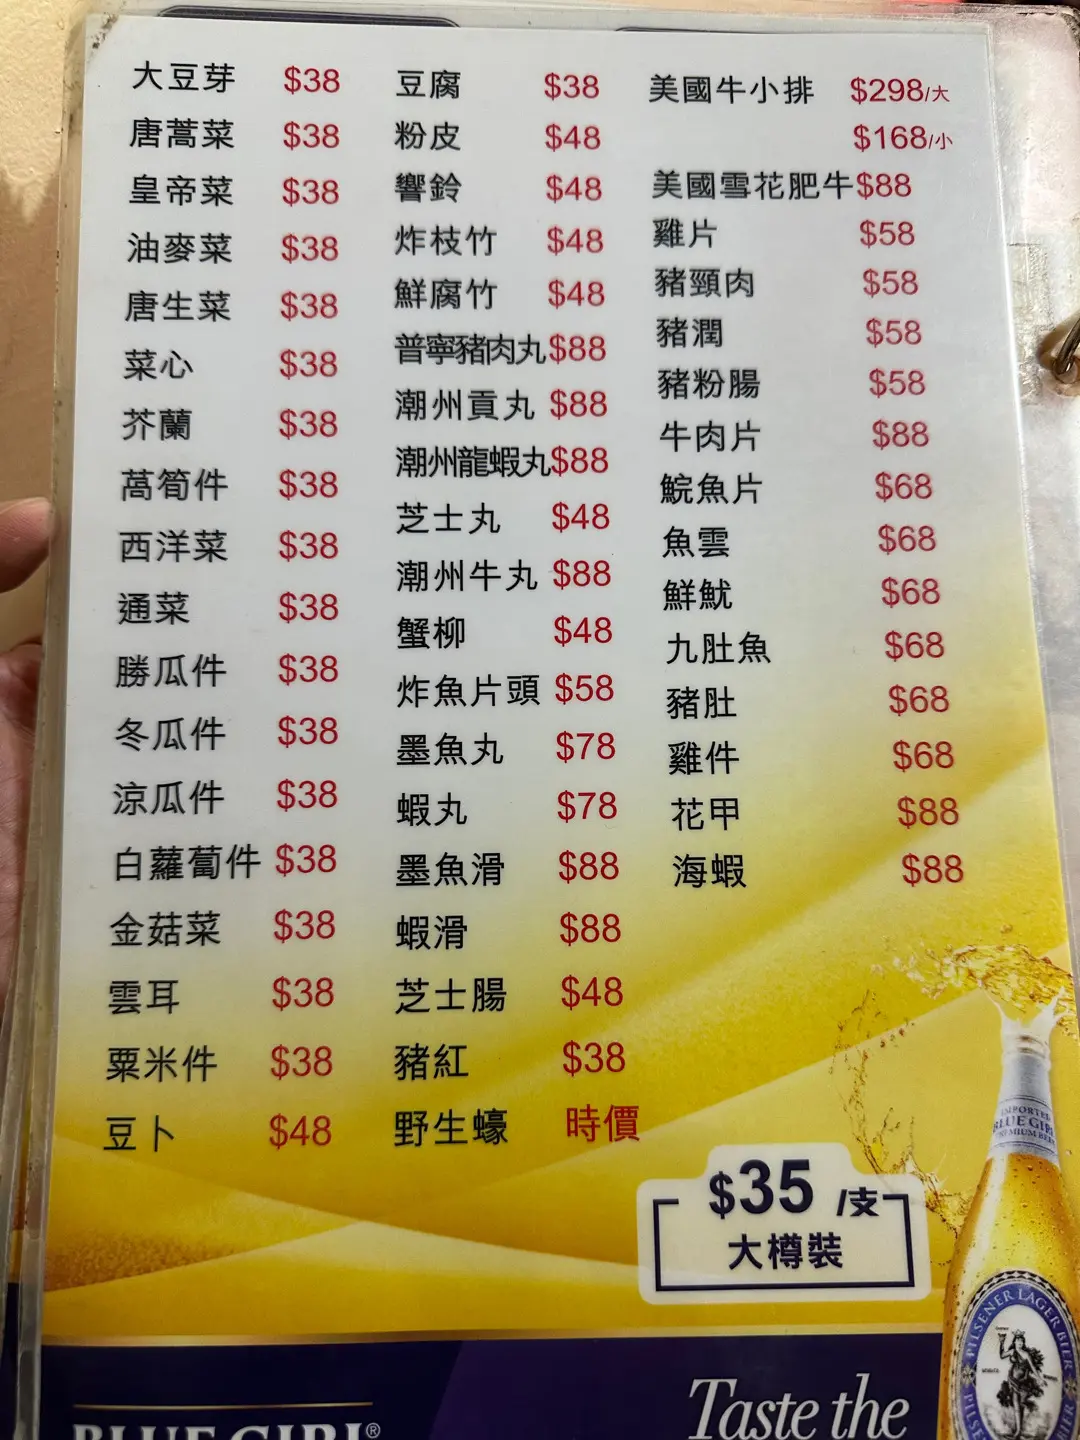 大豆芽 $38
唐蒿菜 $38
皇帝菜 $38
油麥菜 $38
唐生菜 $38
菜心 $38
芥蘭 $38
萵筍件 $38
西洋菜 $38
通菜 $38
勝瓜件 $38
冬瓜件 $38
涼瓜件 $38
白蘿蔔件 $38
金菇菜 $38
雲耳 $38
粟米件 $38
豆卜 $48
豆腐 $38
粉皮 $48
響鈴 $48
炸枝竹 $48
鮮腐竹 $48
普寧豬肉丸 $88
潮州貢丸 $88
潮州龍蝦丸 $88
芝士丸 $48
潮州牛丸 $88
蟹柳 $48
炸魚片頭 $58
墨魚丸 $78
蝦丸 $78
墨魚滑 $88
蝦滑 $88
芝士腸 $48
豬紅 $38
野生蠔 時價
美國牛小排 $298/大
$168/小
美國雪花肥牛 $88
雞片 $58
豬頸肉 $58
豬潤 $58
豬粉腸 $58
牛肉片 $88
鯇魚片 $68
魚雲 $68
鮮魷 $68
九肚魚 $68
豬肚 $68
雞件 $68
花甲 $88
海蝦 $88
$35/支
大樽裝
IMPORTED
BLUE GIRL
PREMIUM BEER
PILSENER LAGER BIER
BLUE GIRL®
Taste the